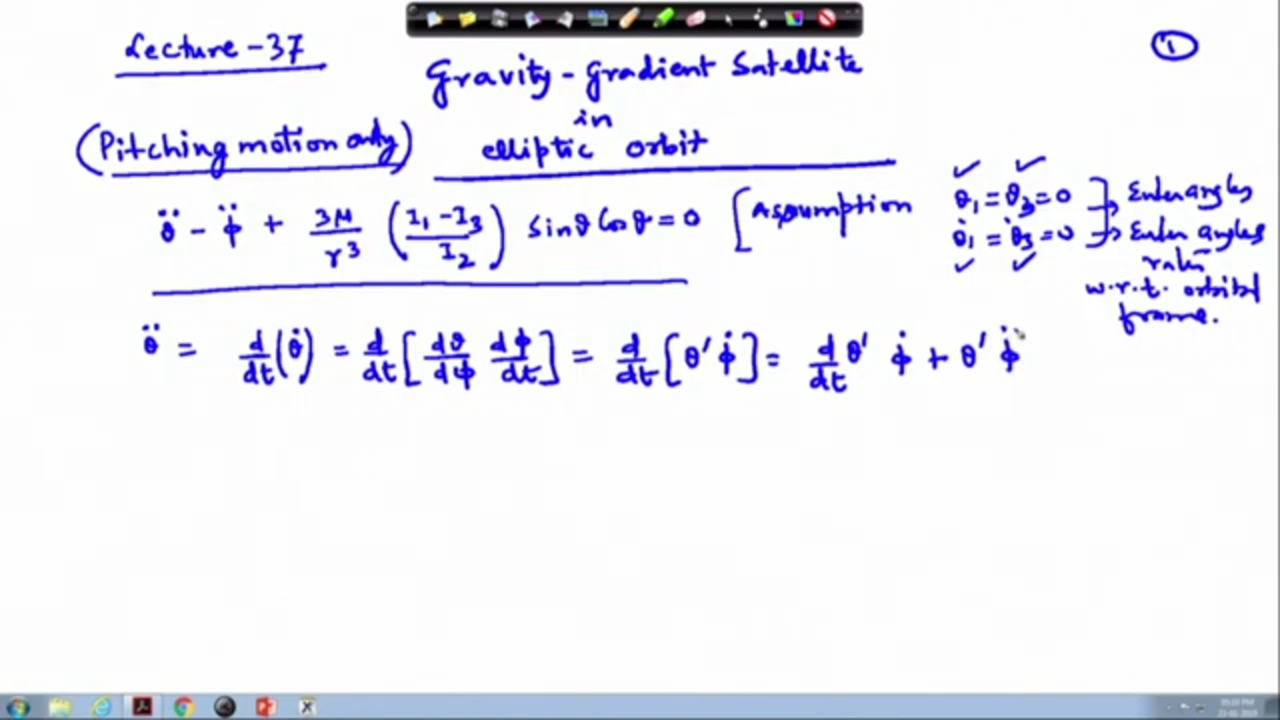 Lecture-37
①
Gravity-gradient Satellite
in
(Pitching motion only) elliptic orbit
θ̈ - φ̈ + 3μ/r³ ((I₁-I₃)/I₂) sinθ cosθ = 0 [Assumption
✓ ✓
θ₁ = θ₃ = 0 ] → Euler angles
θ̇₁ = θ̇₃ = 0 ] → Euler angles
✓ ✓ rates
w.r.t. orbital
frame.
θ̈ = d/dt(θ̇) = d/dt[dθ/dφ dφ/dt] = d/dt[θ′ φ̇] = d/dt θ′ φ̇ + θ′ φ̇